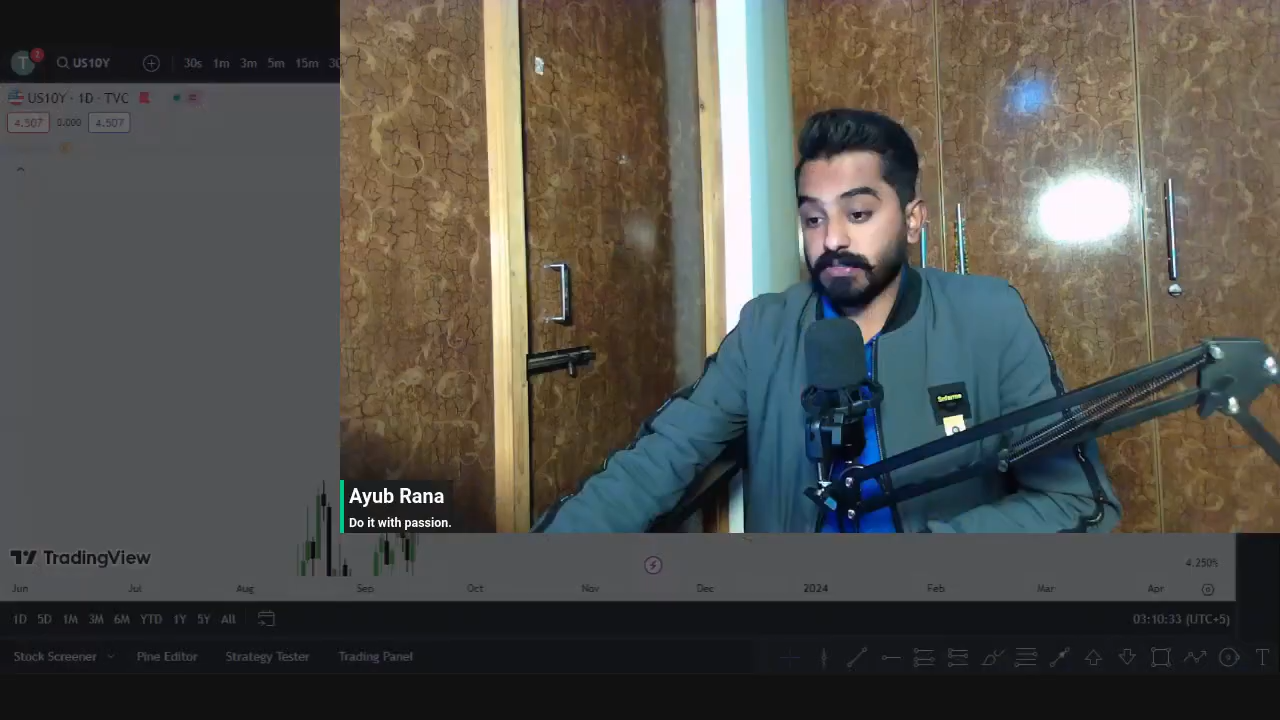 T 2 US10Y 30s 1m 3m 5m 15m 30
US10Y · 1D · TVC
4.507 0.000 4.507
Ayub Rana
Do it with passion.
TradingView
4.250%
Jun Jul Aug Sep Oct Nov Dec 2024 Feb Mar Apr
1D 5D 1M 3M 6M YTD 1Y 5Y All 03:10:33 (UTC+5)
Stock Screener Pine Editor Strategy Tester Trading Panel T